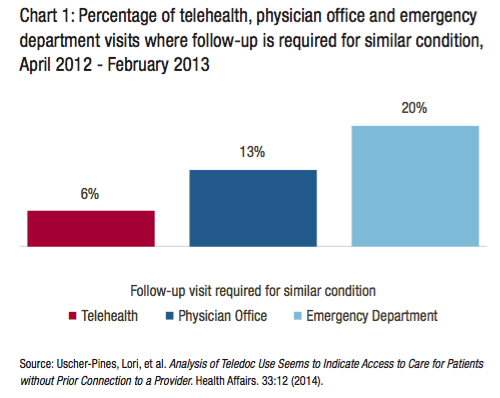 Chart 1: Percentage of telehealth, physician office and emergency
department visits where follow-up is required for similar condition,
April 2012 - February 2013
20%
13%
6%
Follow-up visit required for similar condition
Telehealth Physician Office Emergency Department
Source: Uscher-Pines, Lori, et al. Analysis of Teledoc Use Seems to Indicate Access to Care for Patients
without Prior Connection to a Provider. Health Affairs. 33:12 (2014).